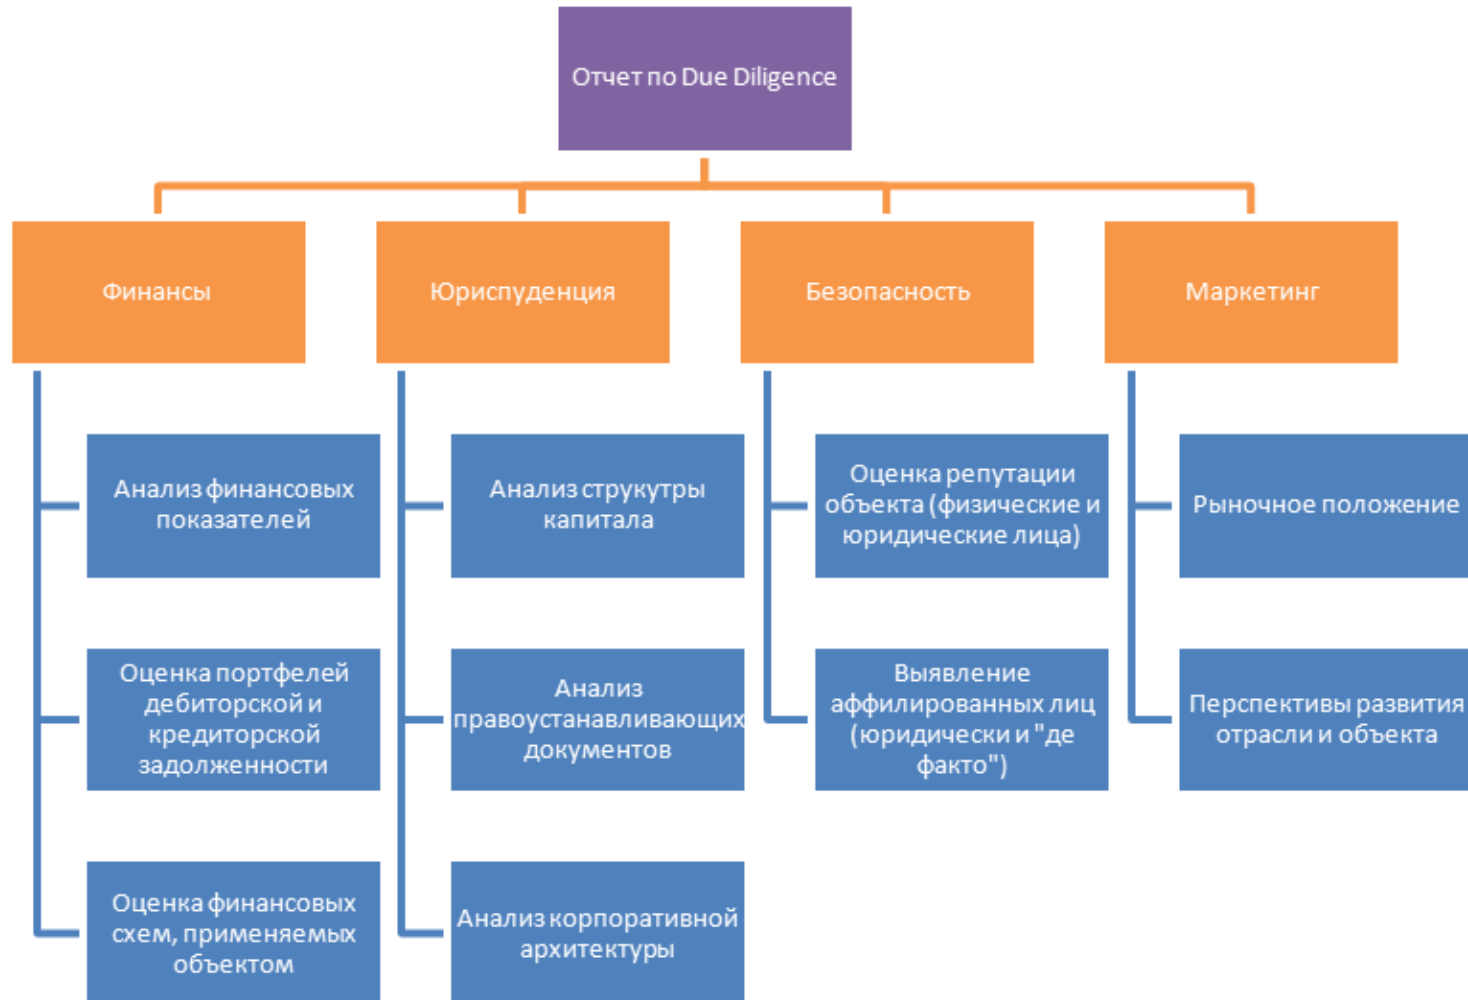 Отчет по Due Diligence
Финансы
Юриспуденция
Безопасность
Маркетинг
Анализ финансовых
показателей
Оценка портфелей
дебиторской и
кредиторской
задолженности
Оценка финансовых
схем, применяемых
объектом
Анализ струкутры
капитала
Анализ
правоустанавливающих
документов
Анализ корпоративной
архитектуры
Оценка репутации
объекта (физические и
юридические лица)
Выявление
аффилированных лиц
(юридически и "де
факто")
Рыночное положение
Перспективы развития
отрасли и объекта